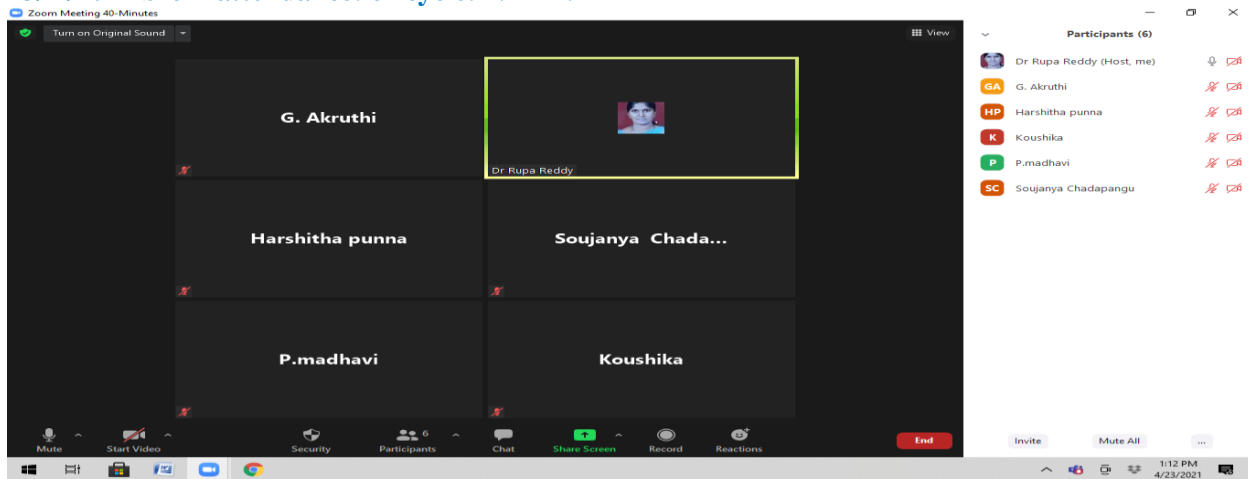 Zoom Meeting 40-Minutes
Turn on Original Sound
View
Participants (6)
Dr Rupa Reddy (Host, me)
GA G. Akruthi
HP Harshitha punna
K Koushika
P P.madhavi
SC Soujanya Chadapangu
G. Akruthi
Dr Rupa Reddy
Harshitha punna
Soujanya Chada...
P.madhavi
Koushika
Mute
Start Video
Security
Participants 6
Chat
Share Screen
Record
Reactions
End
Invite
Mute All
...
1:12 PM
4/23/2021